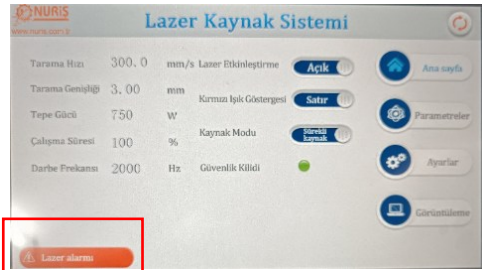 NURİS
Lazer Kaynak Sistemi
www.nuris.com.tr
Tarama Hızı 300.0 mm/s Lazer Etkinleştirme Açık Ana sayfa
Tarama Genişliği 3.00 mm
Kırmızı Işık Göstergesi Satır
Tepe Gücü 750 W Parametreler
Kaynak Modu Sürekli kaynak
Çalışma Süresi 100 %
Darbe Frekansı 2000 Hz Güvenlik Kilidi Ayarlar
Görüntüleme
Lazer alarmı